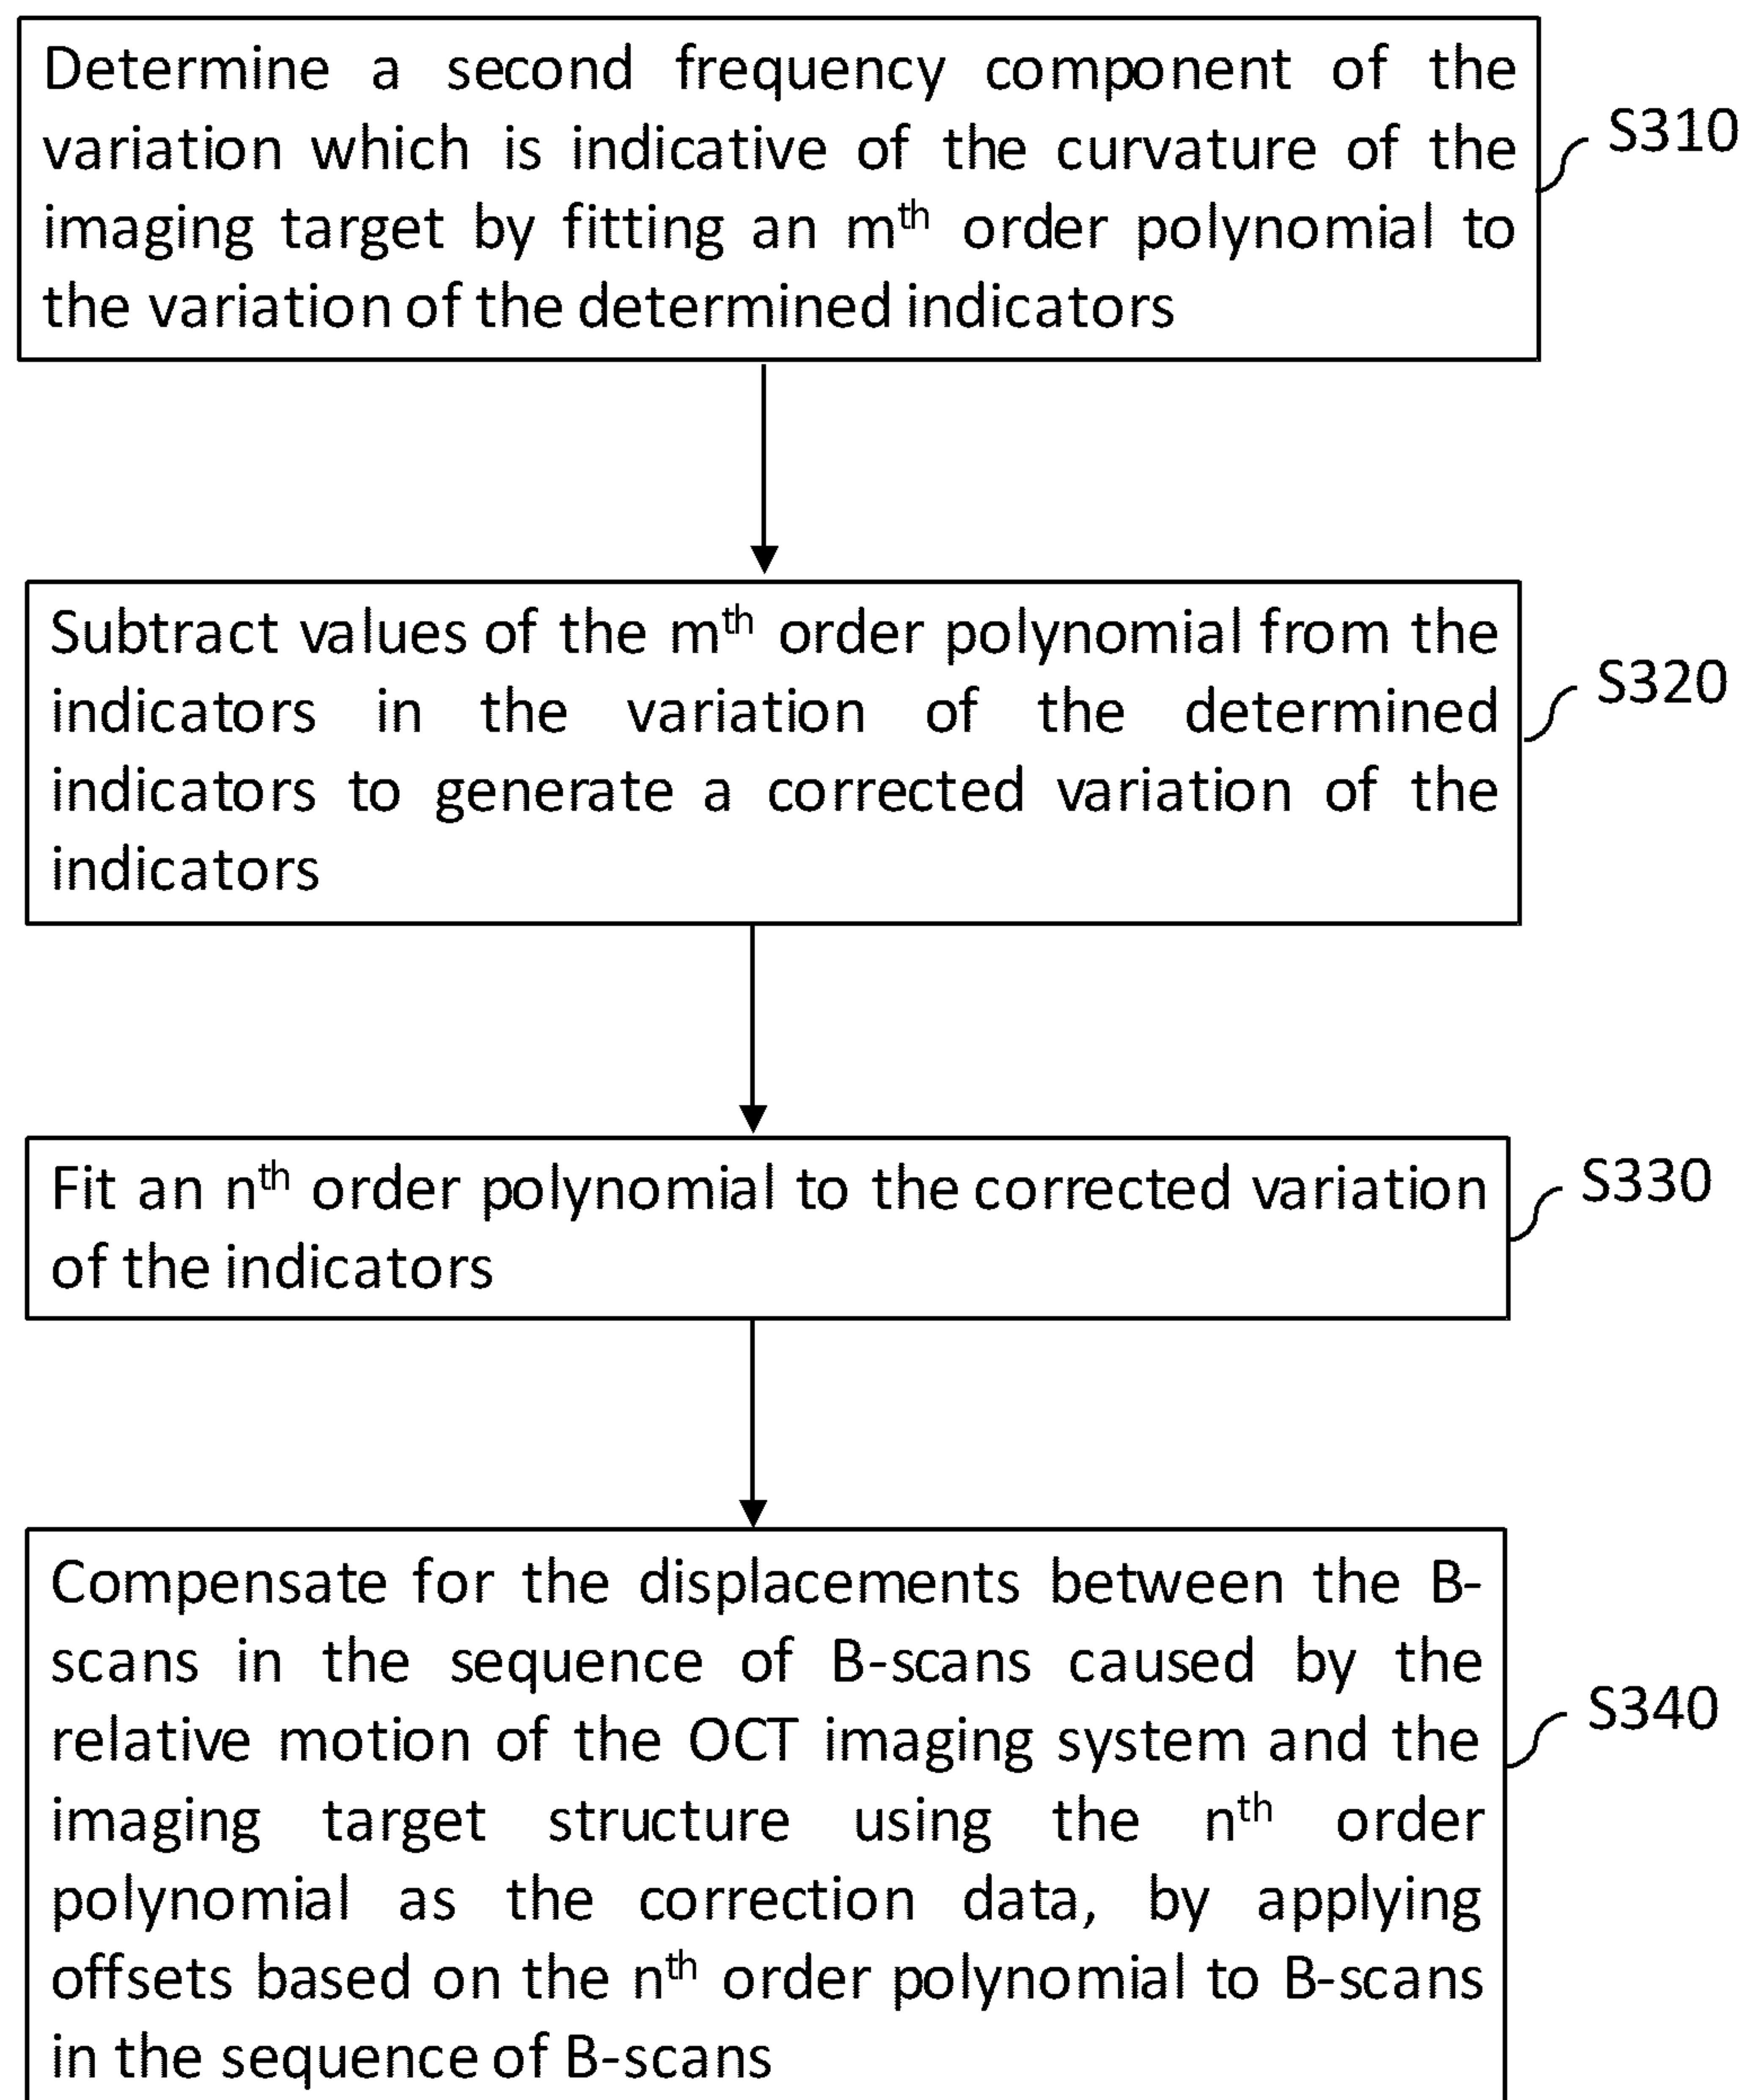 Determine a second frequency component of the
variation which is indicative of the curvature of the
imaging target by fitting an mth order polynomial to
the variation of the determined indicators
S310
Subtract values of the mth order polynomial from the
indicators in the variation of the determined
indicators to generate a corrected variation of the
indicators
S320
Fit an nth order polynomial to the corrected variation
of the indicators
S330
Compensate for the displacements between the B-
scans in the sequence of B-scans caused by the
relative motion of the OCT imaging system and the
imaging target structure using the nth order
polynomial as the correction data, by applying
offsets based on the nth order polynomial to B-scans
in the sequence of B-scans
S340